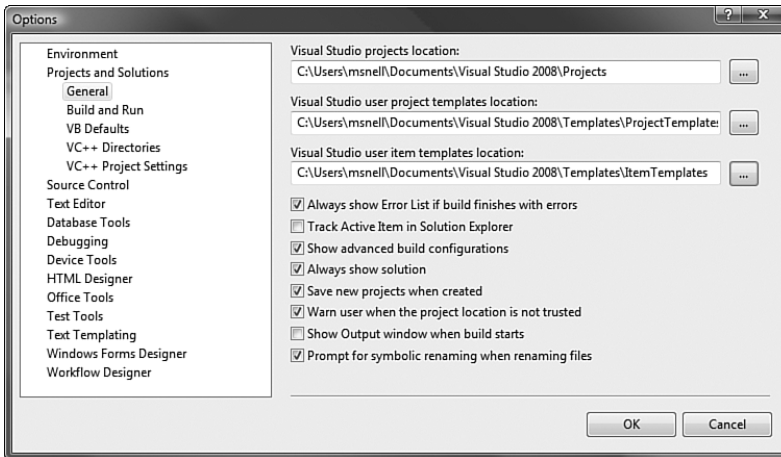 Options
?
X
Environment
Projects and Solutions
General
Build and Run
VB Defaults
VC++ Directories
VC++ Project Settings
Source Control
Text Editor
Database Tools
Debugging
Device Tools
HTML Designer
Office Tools
Test Tools
Text Templating
Windows Forms Designer
Workflow Designer
Visual Studio projects location:
C:\Users\msnell\Documents\Visual Studio 2008\Projects
...
Visual Studio user project templates location:
C:\Users\msnell\Documents\Visual Studio 2008\Templates\ProjectTemplates
...
Visual Studio user item templates location:
C:\Users\msnell\Documents\Visual Studio 2008\Templates\ItemTemplates
...
Always show Error List if build finishes with errors
Track Active Item in Solution Explorer
Show advanced build configurations
Always show solution
Save new projects when created
Warn user when the project location is not trusted
Show Output window when build starts
Prompt for symbolic renaming when renaming files
OK
Cancel